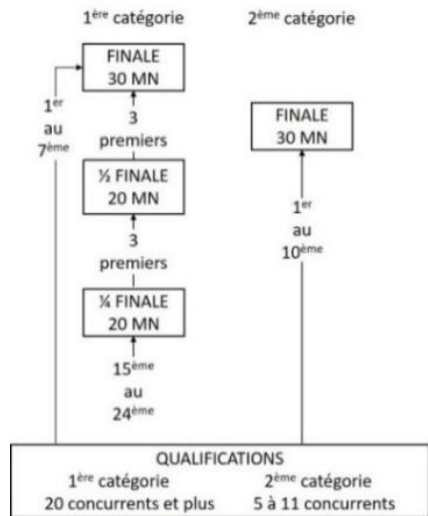 1ère catégorie 2ème catégorie
FINALE
30 MN
1er
au
7ème
3
premiers
FINALE
30 MN
½ FINALE
20 MN
1er
au
10ème
3
premiers
¼ FINALE
20 MN
15ème
au
24ème
QUALIFICATIONS
1ère catégorie 2ème catégorie
20 concurrents et plus 5 à 11 concurrents